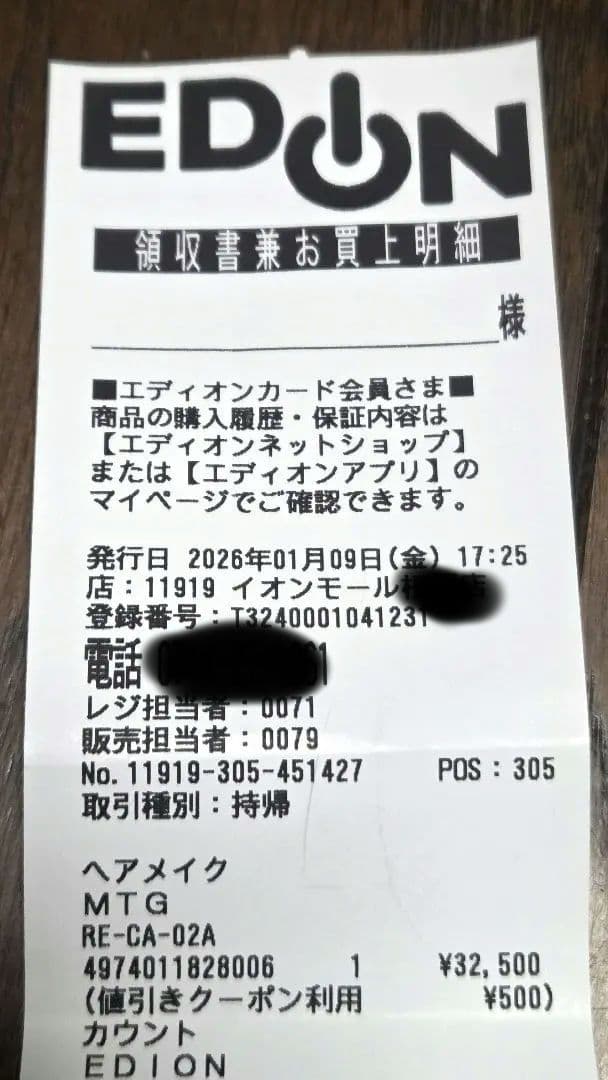 EDION
領収書兼お買上明細
様
■エディオンカード会員さま■
商品の購入履歴・保証内容は
【エディオンネットショップ】
または【エディオンアプリ】の
マイページでご確認できます。
発行日 2026年01月09日(金) 17:25
店:11919 イオンモール
登録番号:T3240001041231
電話
レジ担当者:0071
販売担当者:0079
No.11919-305-451427 POS:305
取引種別:持帰
ヘアメイク
MTG
RE-CA-02A
4974011828006 1 ¥32,500
(値引きクーポン利用 ¥500)
カウント
EDION